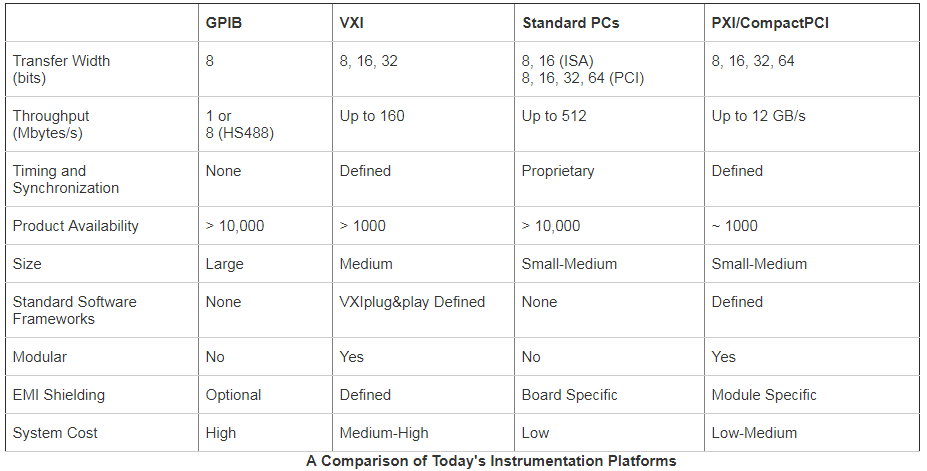 GPIB VXI Standard PCs PXI/CompactPCI
Transfer Width 8 8, 16, 32 8, 16 (ISA) 8, 16, 32, 64
(bits) 8, 16, 32, 64 (PCI)
Throughput 1 or Up to 160 Up to 512 Up to 12 GB/s
(Mbytes/s) 8 (HS488)
Timing and None Defined Proprietary Defined
Synchronization
Product Availability > 10,000 > 1000 > 10,000 ~ 1000
Size Large Medium Small-Medium Small-Medium
Standard Software None VXIplug&play Defined None Defined
Frameworks
Modular No Yes No Yes
EMI Shielding Optional Defined Board Specific Module Specific
System Cost High Medium-High Low Low-Medium
A Comparison of Today's Instrumentation Platforms